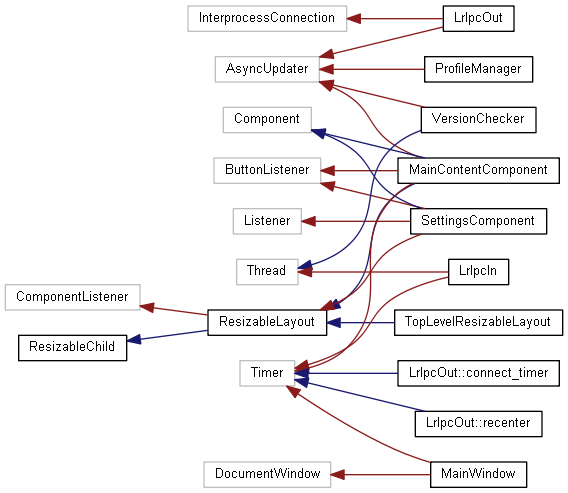 InterprocessConnection
LrIpcOut
AsyncUpdater
ProfileManager
Component
VersionChecker
ButtonListener
MainContentComponent
Listener
SettingsComponent
Thread
LrIpcIn
ComponentListener
ResizableLayout
TopLevelResizableLayout
ResizableChild
Timer
LrIpcOut::connect_timer
LrIpcOut::recenter
DocumentWindow
MainWindow